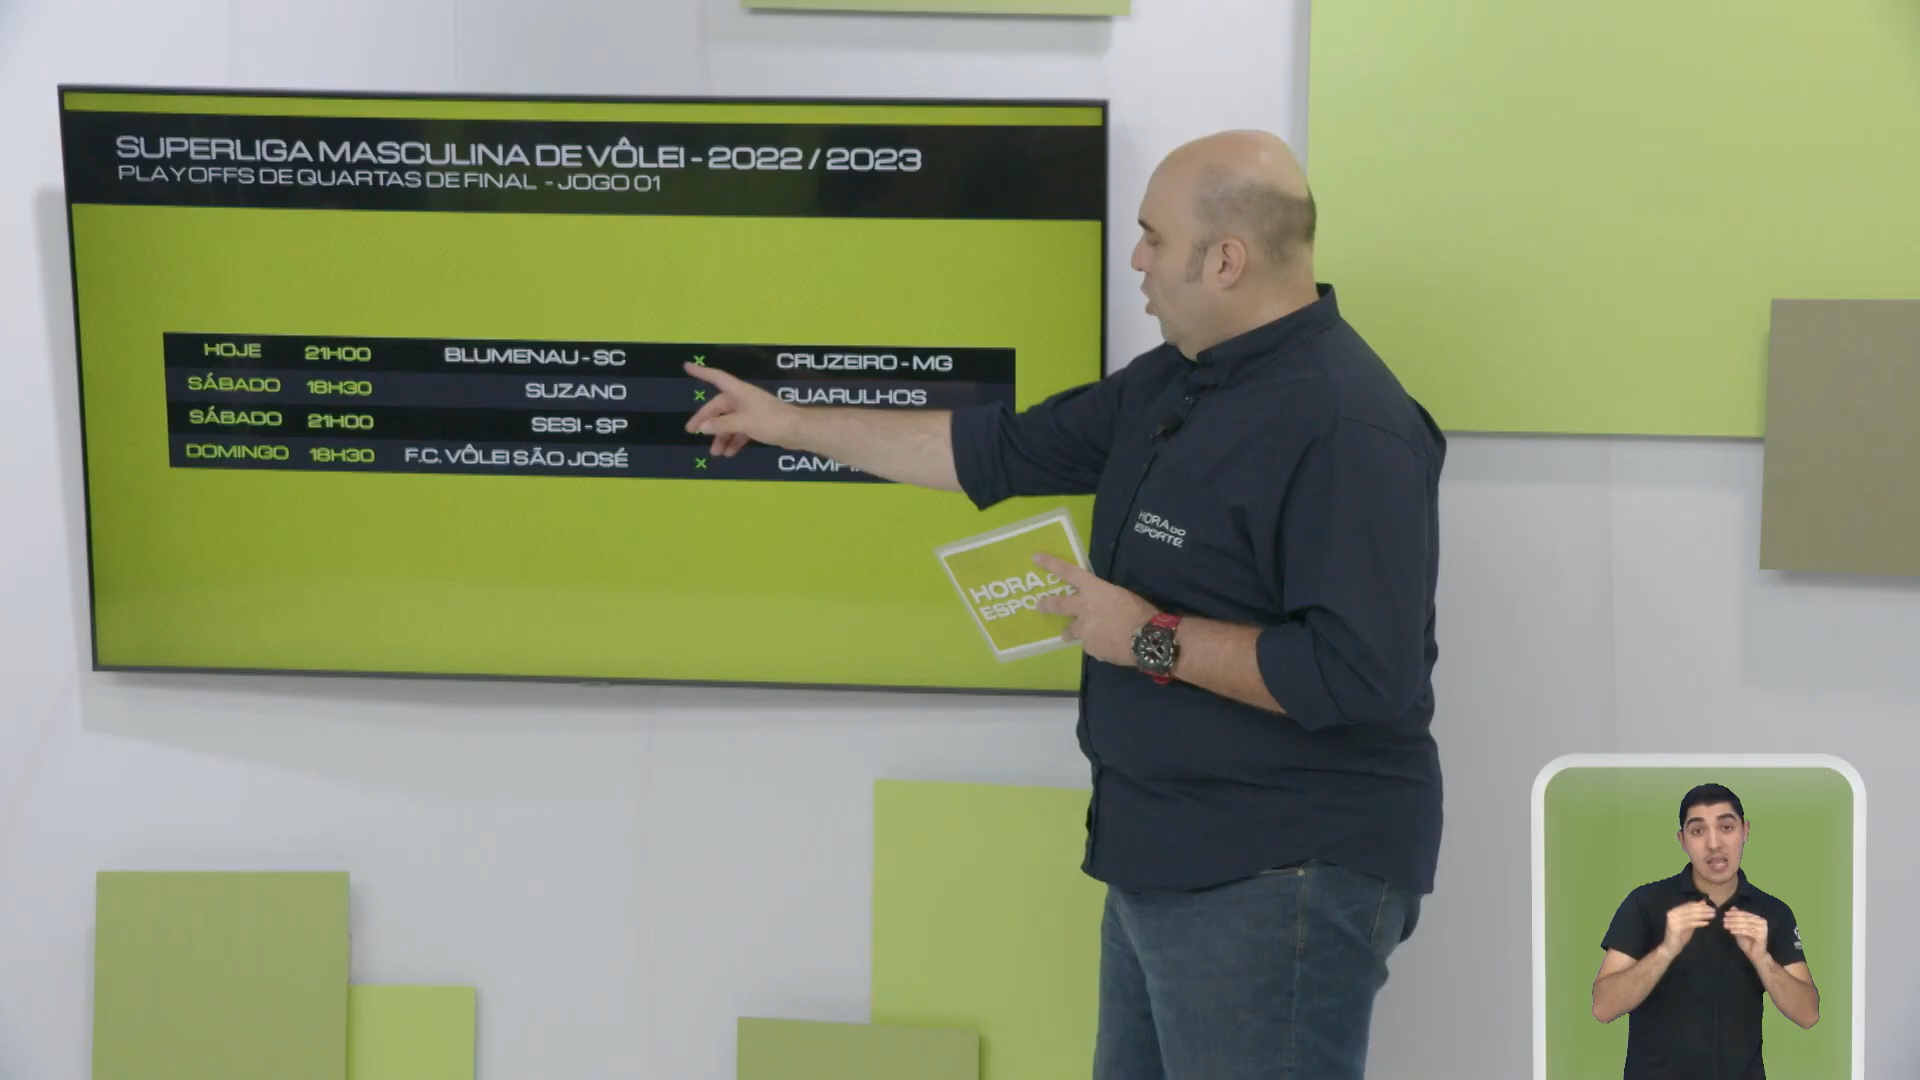 SUPERLIGA MASCULINA DE VÔLEI - 2022 / 2023
PLAYOFFS DE QUARTAS DE FINAL - JOGO 01
HOJE 21H00 BLUMENAU - SC X CRUZEIRO - MG
SÁBADO 18H30 SUZANO X GUARULHOS
SÁBADO 21H00 SESI - SP
DOMINGO 18H30 F.C. VÔLEI SÃO JOSÉ X
HORA DO
ESPORTE
HORA